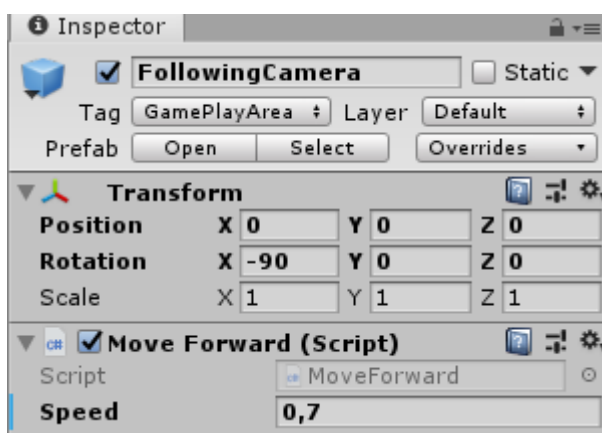 Inspector
FollowingCamera Static
Tag GamePlayArea Layer Default
Prefab Open Select Overrides
Transform
Position X 0 Y 0 Z 0
Rotation X -90 Y 0 Z 0
Scale X 1 Y 1 Z 1
c# Move Forward (Script)
Script c# MoveForward
Speed 0,7